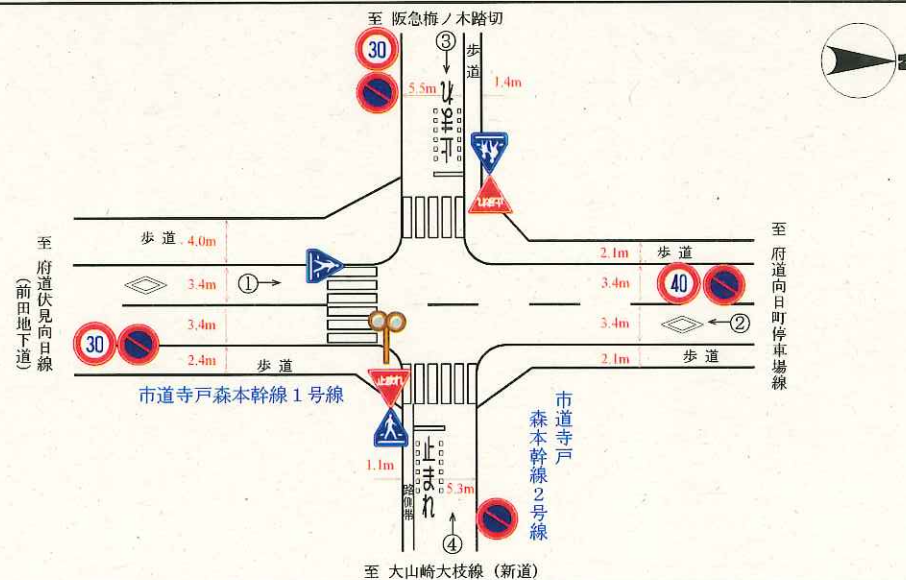 至 阪急梅ノ木踏切
30
③
歩道
5.5m
1.4m
止まれ
止まれ
歩道
4.0m
2.1m
歩道
至 府道伏見向日線
(前田地下道)
①
3.4m
3.4m
40
至 府道向日町停車場線
30
3.4m
3.4m
②
2.4m
歩道
2.1m
歩道
市道寺戸森本幹線1号線
止まれ
市道寺戸
森本幹線2号線
1.1m
路側帯
止まれ
5.3m
④
至 大山崎大枝線 (新道)